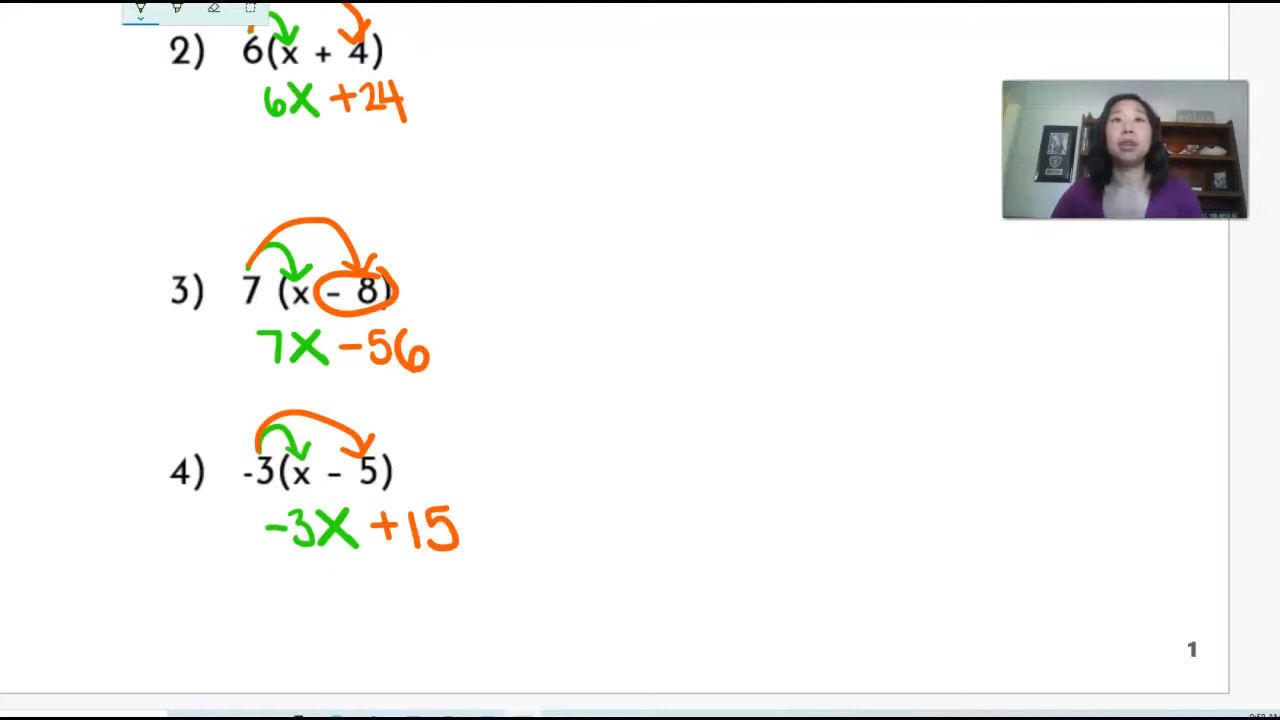 2) 6(x + 4)
6x +24
3) 7 (x - 8)
7x -56
4) -3(x - 5)
-3x +15
1